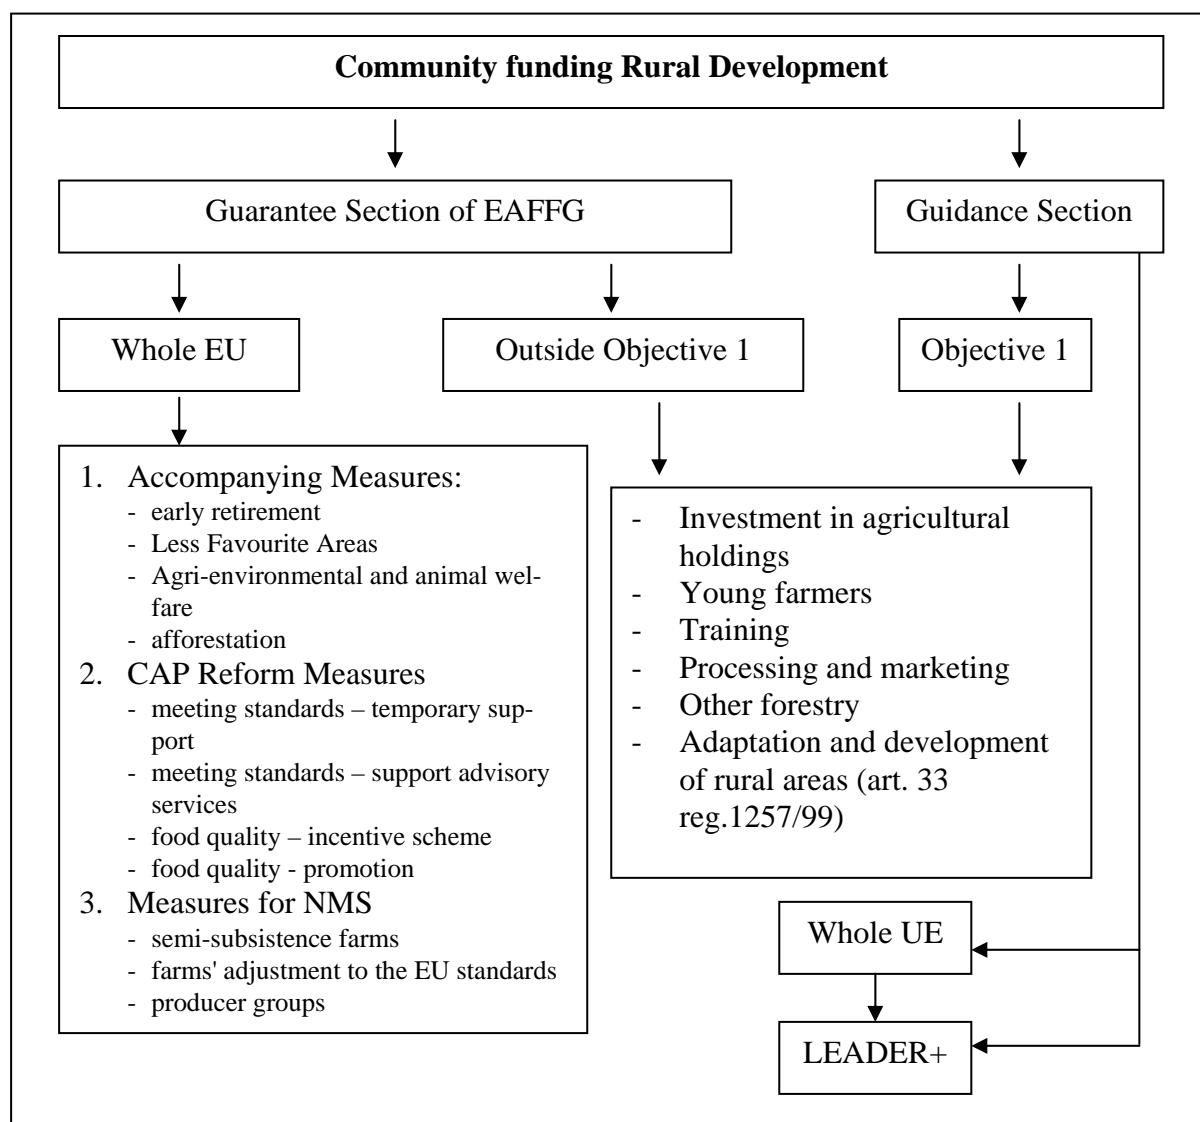 Community funding Rural Development
Guarantee Section of EAFFG
Guidance Section
Whole EU
Outside Objective 1
Objective 1
1. Accompanying Measures:
- early retirement
- Less Favourite Areas
- Agri-environmental and animal wel-
fare
- afforestation
2. CAP Reform Measures
- meeting standards – temporary sup-
port
- meeting standards – support advisory
services
- food quality – incentive scheme
- food quality - promotion
3. Measures for NMS
- semi-subsistence farms
- farms' adjustment to the EU standards
- producer groups
- Investment in agricultural
holdings
- Young farmers
- Training
- Processing and marketing
- Other forestry
- Adaptation and development
of rural areas (art. 33
reg.1257/99)
Whole UE
LEADER+